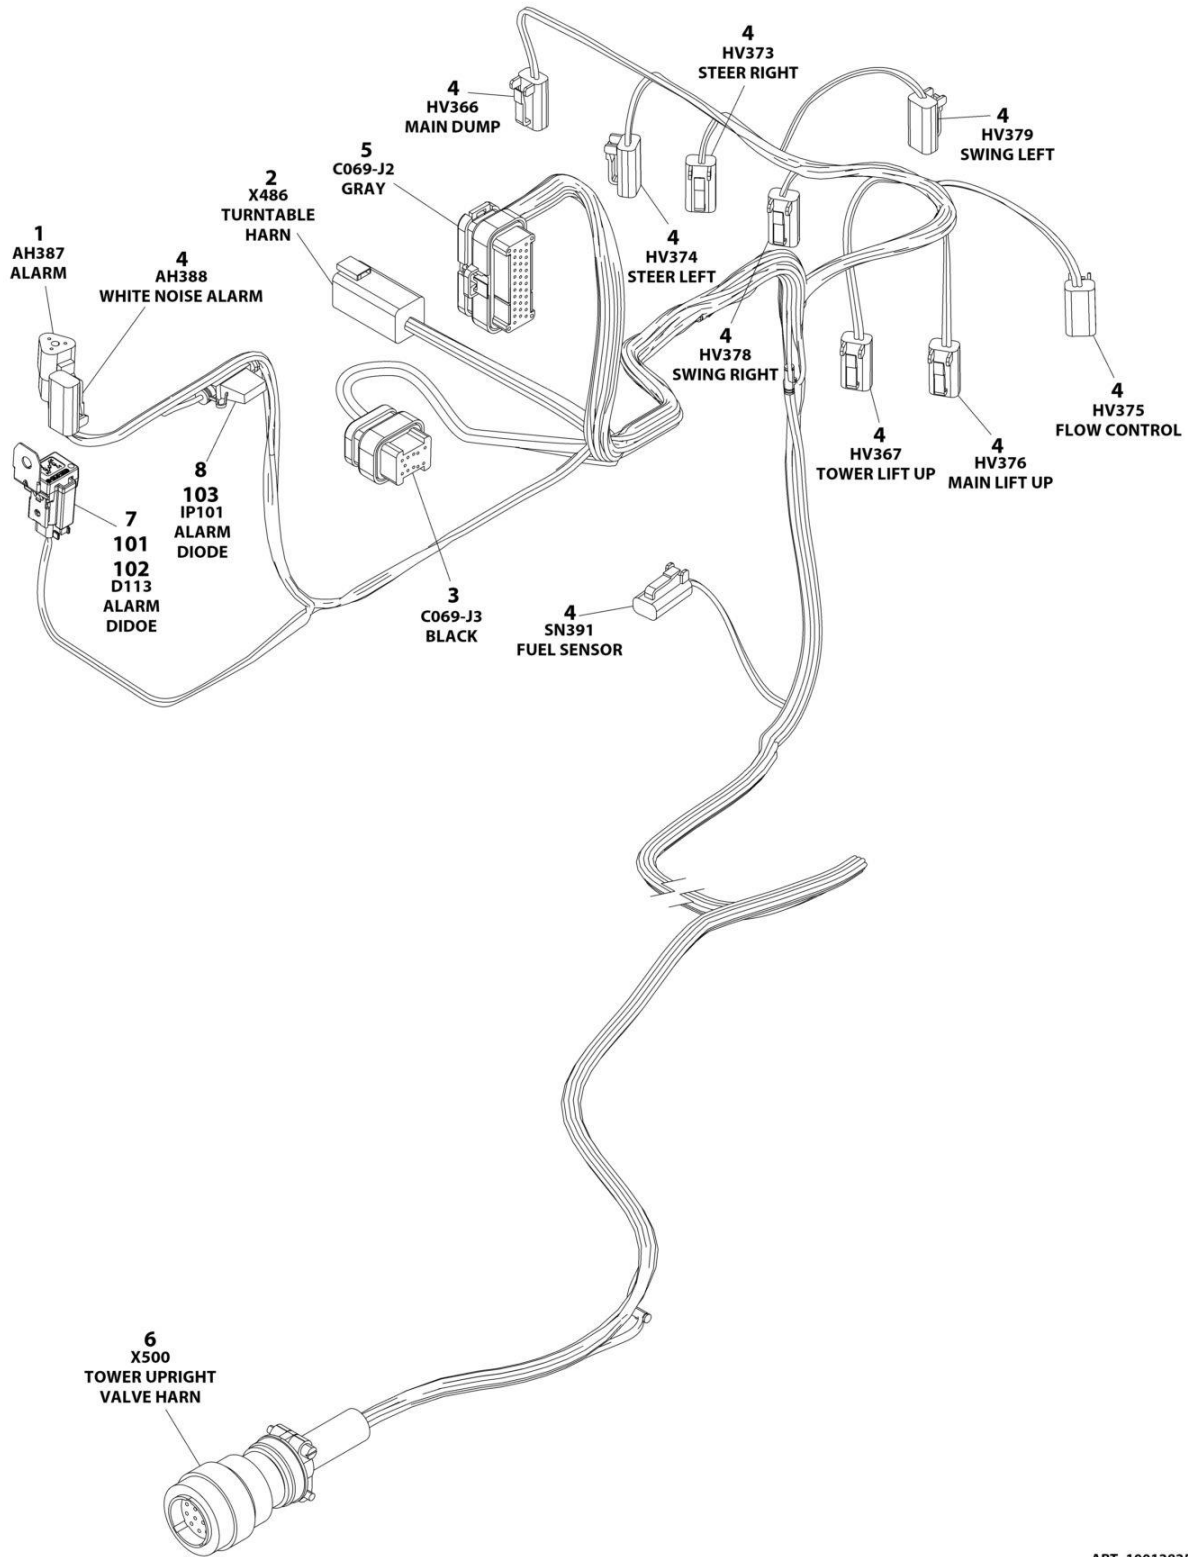 4
HV373
STEER RIGHT
4
HV366
MAIN DUMP
4
HV379
SWING LEFT
5
C069-J2
GRAY
2
X486
TURNTABLE
HARN
1
AH387
ALARM
4
AH388
WHITE NOISE ALARM
4
HV374
STEER LEFT
4
HV378
SWING RIGHT
4
HV375
FLOW CONTROL
4
HV367
TOWER LIFT UP
4
HV376
MAIN LIFT UP
8
103
IP101
ALARM
DIODE
7
101
102
D113
ALARM
DIDOE
3
C069-J3
BLACK
4
SN391
FUEL SENSOR
6
X500
TOWER UPRIGHT
VALVE HARN